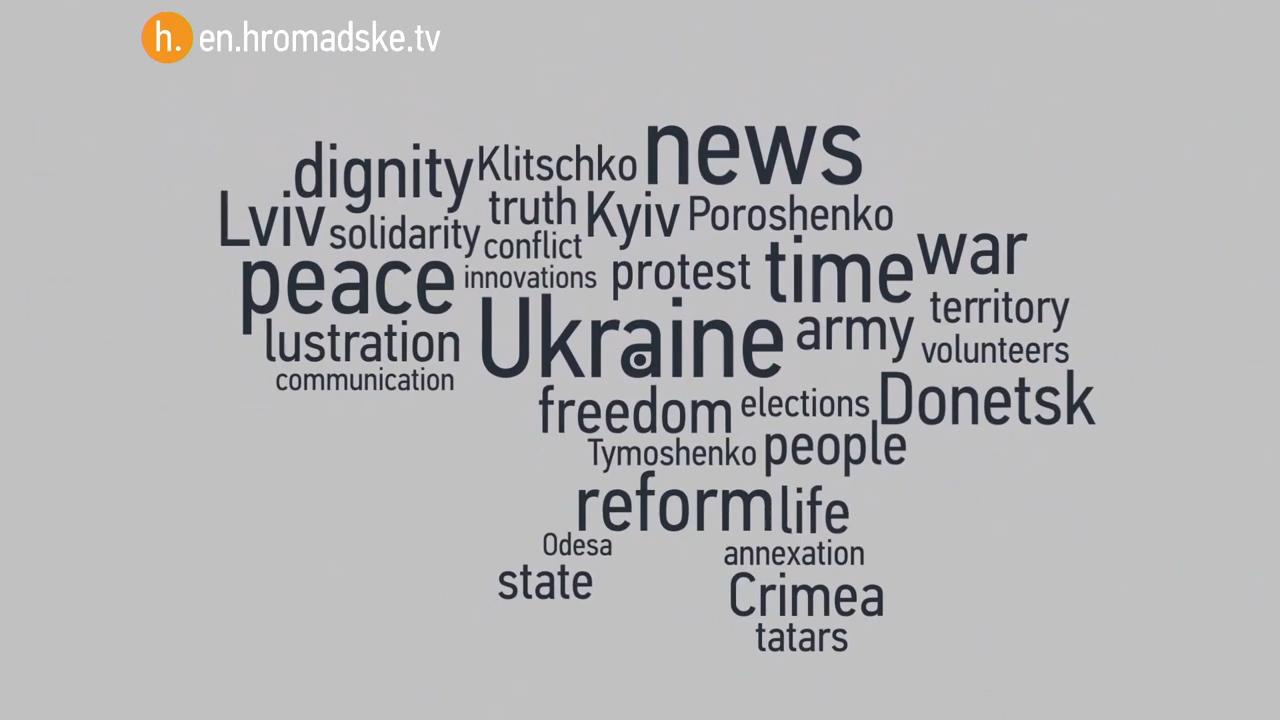 h. en.hromadske.tv
news
.dignity Klitschko
Lviv solidarity truth Kyiv Poroshenko
conflict
peace innovations protest time war
territory
lustration Ukraine army volunteers
communication
freedom elections Donetsk
Tymoshenko people
reform life
Odesa annexation
state Crimea
tatars